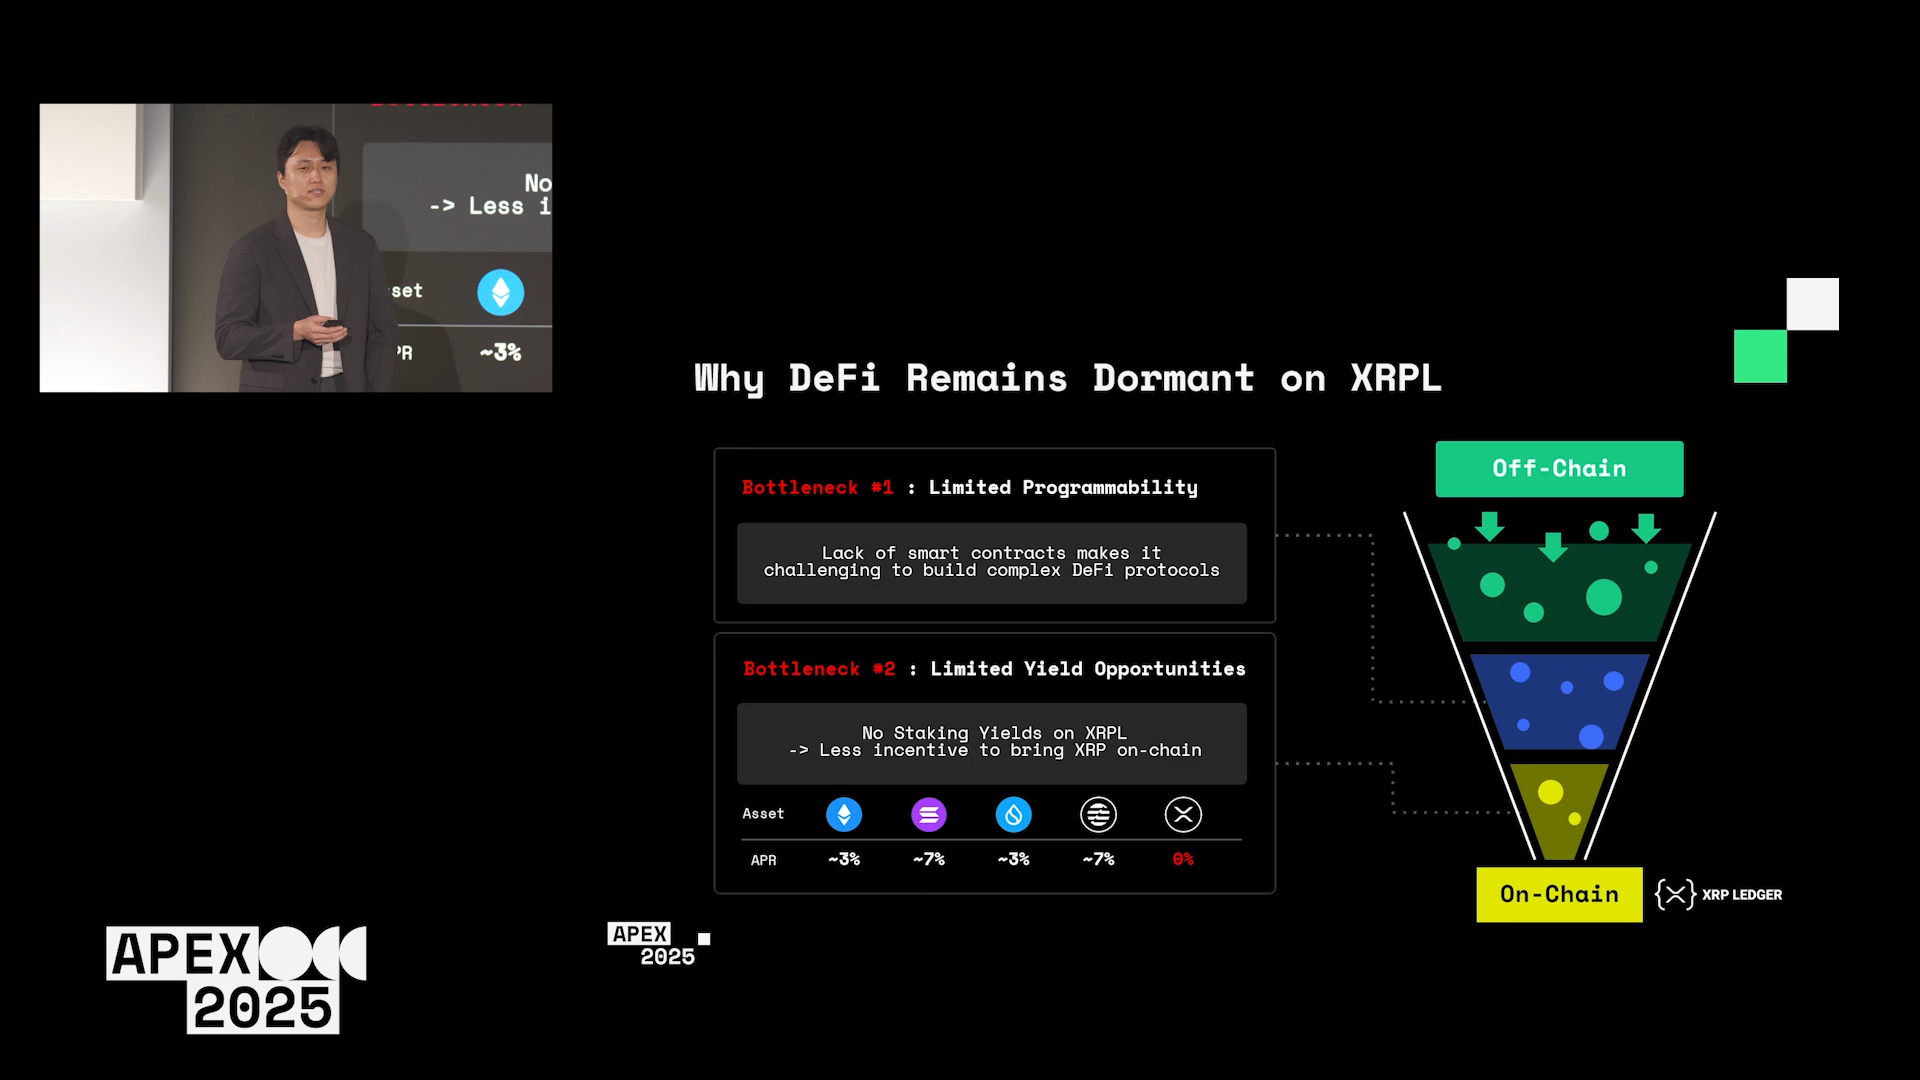 No
-> Less i
set
PR
~3%
Why DeFi Remains Dormant on XRPL
Bottleneck #1 : Limited Programmability
Lack of smart contracts makes it
challenging to build complex DeFi protocols
Bottleneck #2 : Limited Yield Opportunities
No Staking Yields on XRPL
-> Less incentive to bring XRP on-chain
Asset
APR ~3% ~7% ~3% ~7% 0%
Off-Chain
On-Chain
XRP LEDGER
APEX
2025
APEX
2025